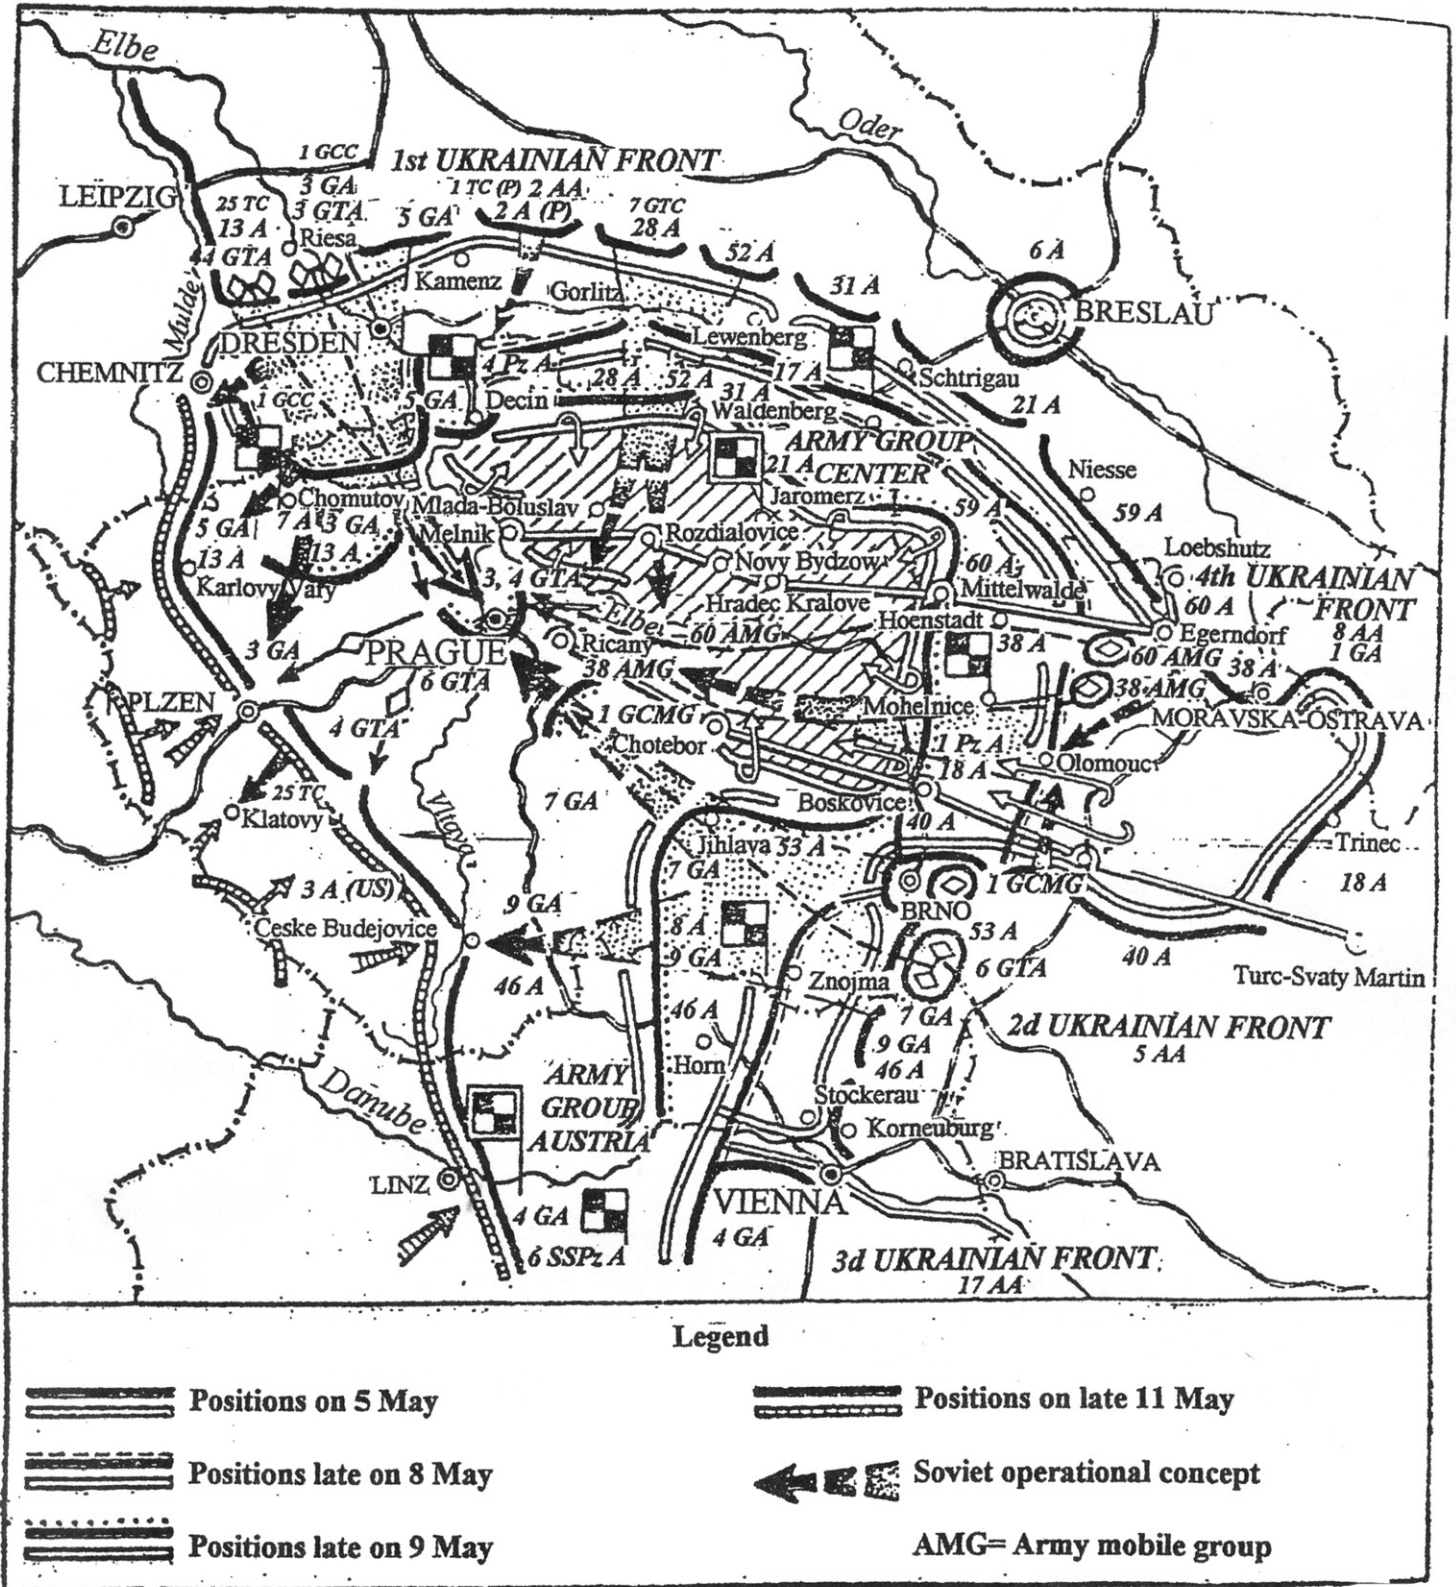 Elbe
Oder
1 GCC
1st UKRAINIAN FRONT
LEIPZIG
3 GA
1 TC (P) 2 AA
25 TC
3 GTA
5 GA
2 A (P)
7 GTC
13 A
28 A
Riesa
4 GTA
52 A
6 A
Kamenz
31 A
Gorlitz
Mulde
BRESLAU
DRESDEN
Lewenberg
CHEMNITZ
4 Pz A
17 A
Schtrigau
28 A
52 A
1 GCC
5 GA
Decin
31 A
21 A
Waldenberg
ARMY GROUP
CENTER
21 A
Niesse
Chomutov
Jaromerz
Mlada-Boluslav
59 A
59 A
5 GA
7 A
3 GA
Melnik
Rozdialovice
Loebshutz
13 A
13 A
Novy Bydzow
60 A
4th UKRAINIAN
FRONT
Karlovy Vary
3, 4 GTA
Mittelwalde
60 A
Hradec Kralove
Elbe
Hoenstadt
Egerndorf
8 AA
3 GA
PRAGUE
Ricany
60 AMG
38 A
60 AMG
1 GA
38 AMG
38 A
6 GTA
38 AMG
PLZEN
1 GCMG
Mohelnice
MORAVSKA-OSTRAVA
4 GTA
Chotebor
1 Pz A
Olomouc
18 A
25 TC
7 GA
Boskovice
Klatovy
Vltava
40 A
Jihlava
53 A
Trinec
7 GA
3 A (US)
1 GCMG
18 A
9 GA
BRNO
Ceske Budejovice
8 A
53 A
9 GA
6 GTA
40 A
46 A
Znojma
Turc-Svaty Martin
46 A
7 GA
2d UKRAINIAN FRONT
9 GA
5 AA
Horn
46 A
ARMY
GROUP
AUSTRIA
Danube
Stockerau
Korneuburg
BRATISLAVA
LINZ
VIENNA
4 GA
4 GA
6 SSPz A
3d UKRAINIAN FRONT
17 AA
Legend
Positions on 5 May
Positions on late 11 May
Positions late on 8 May
Soviet operational concept
Positions late on 9 May
AMG= Army mobile group